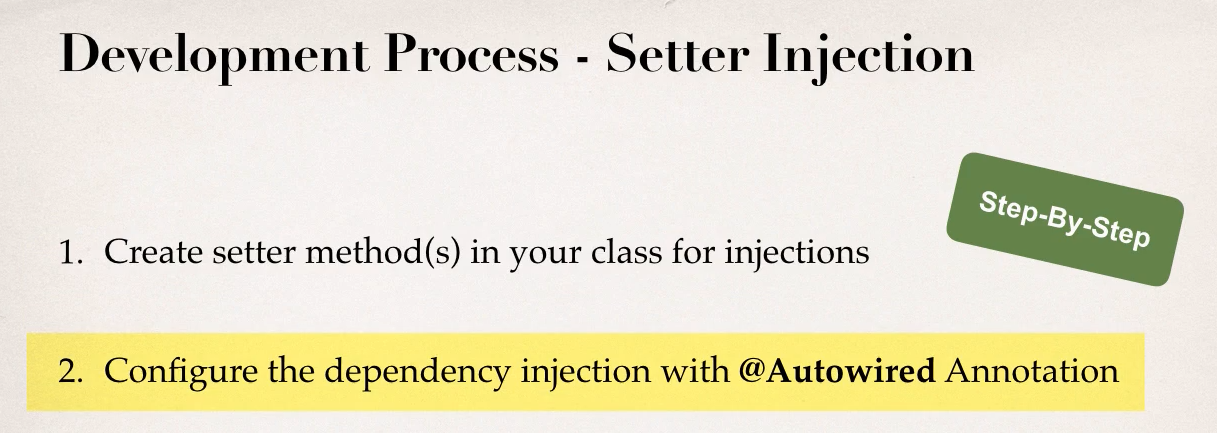 Development Process - Setter Injection
Step-By-Step
1. Create setter method(s) in your class for injections
2. Configure the dependency injection with @Autowired Annotation